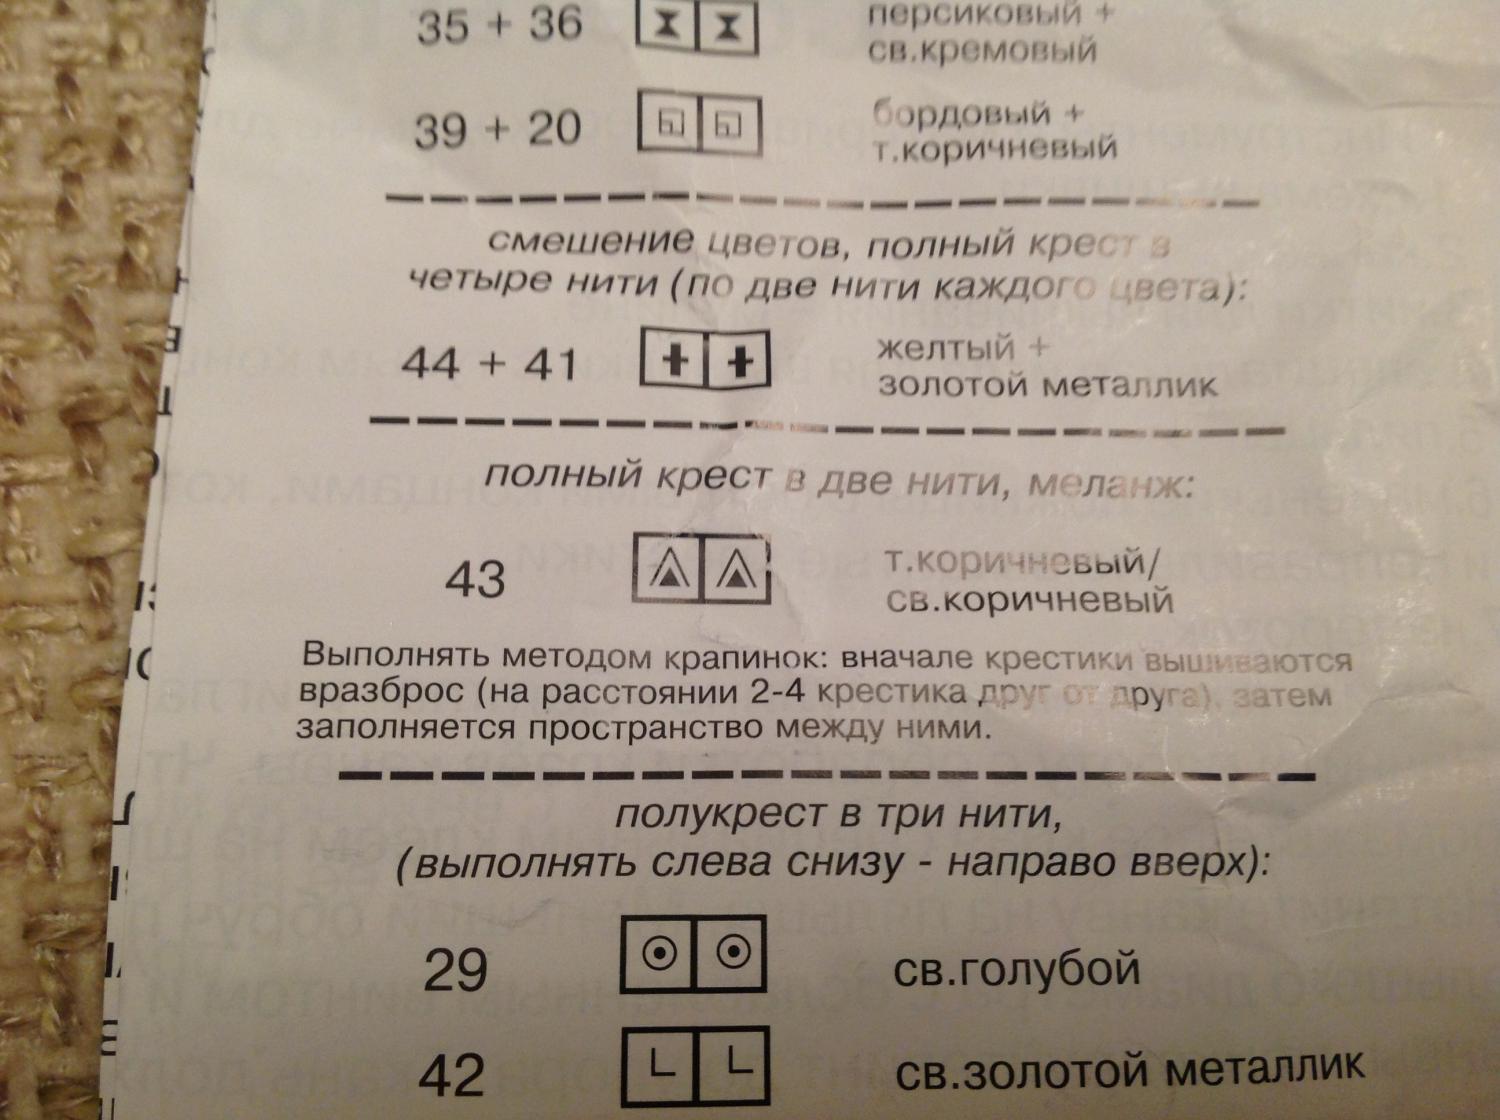 35 + 36 персиковый +
св.кремовый
39 + 20 бордовый +
т.коричневый
смешение цветов, полный крест в
четыре нити (по две нити каждого цвета):
44 + 41 желтый +
золотой металлик
полный крест в две нити, меланж:
43 т.коричневый/
св.коричневый
Выполнять методом крапинок: вначале крестики вышиваются
вразброс (на расстоянии 2-4 крестика друг от друга), затем
заполняется пространство между ними.
полукрест в три нити,
(выполнять слева снизу - направо вверх):
29 св.голубой
42 св.золотой металлик